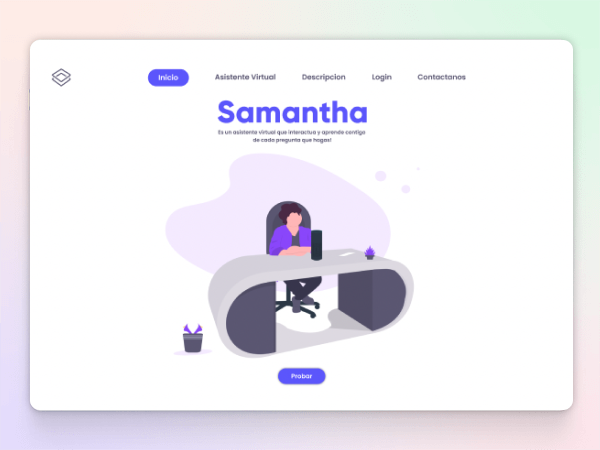 Inicio
Asistente Virtual
Descripcion
Login
Contactanos
Samantha
Es un asistente virtual que interactua y aprende contigo
de cada pregunta que hagas!
Probar